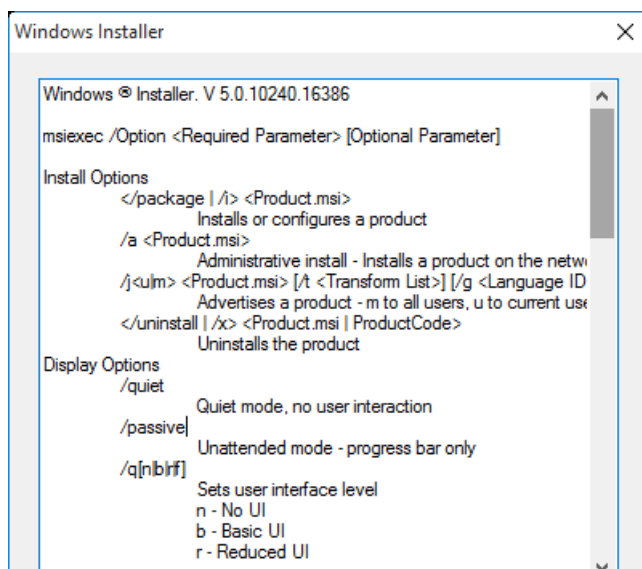 Windows Installer
Windows ® Installer. V 5.0.10240.16386
msiexec /Option <Required Parameter> [Optional Parameter]
Install Options
</package | /i> <Product.msi>
Installs or configures a product
/a <Product.msi>
Administrative install - Installs a product on the netw
/j<u|m> <Product.msi> [/t <Transform List>] [/g <Language ID
Advertises a product - m to all users, u to current use
</uninstall | /x> <Product.msi | ProductCode>
Uninstalls the product
Display Options
/quiet
Quiet mode, no user interaction
/passive
Unattended mode - progress bar only
/q[n|b|r|f]
Sets user interface level
n - No UI
b - Basic UI
r - Reduced UI